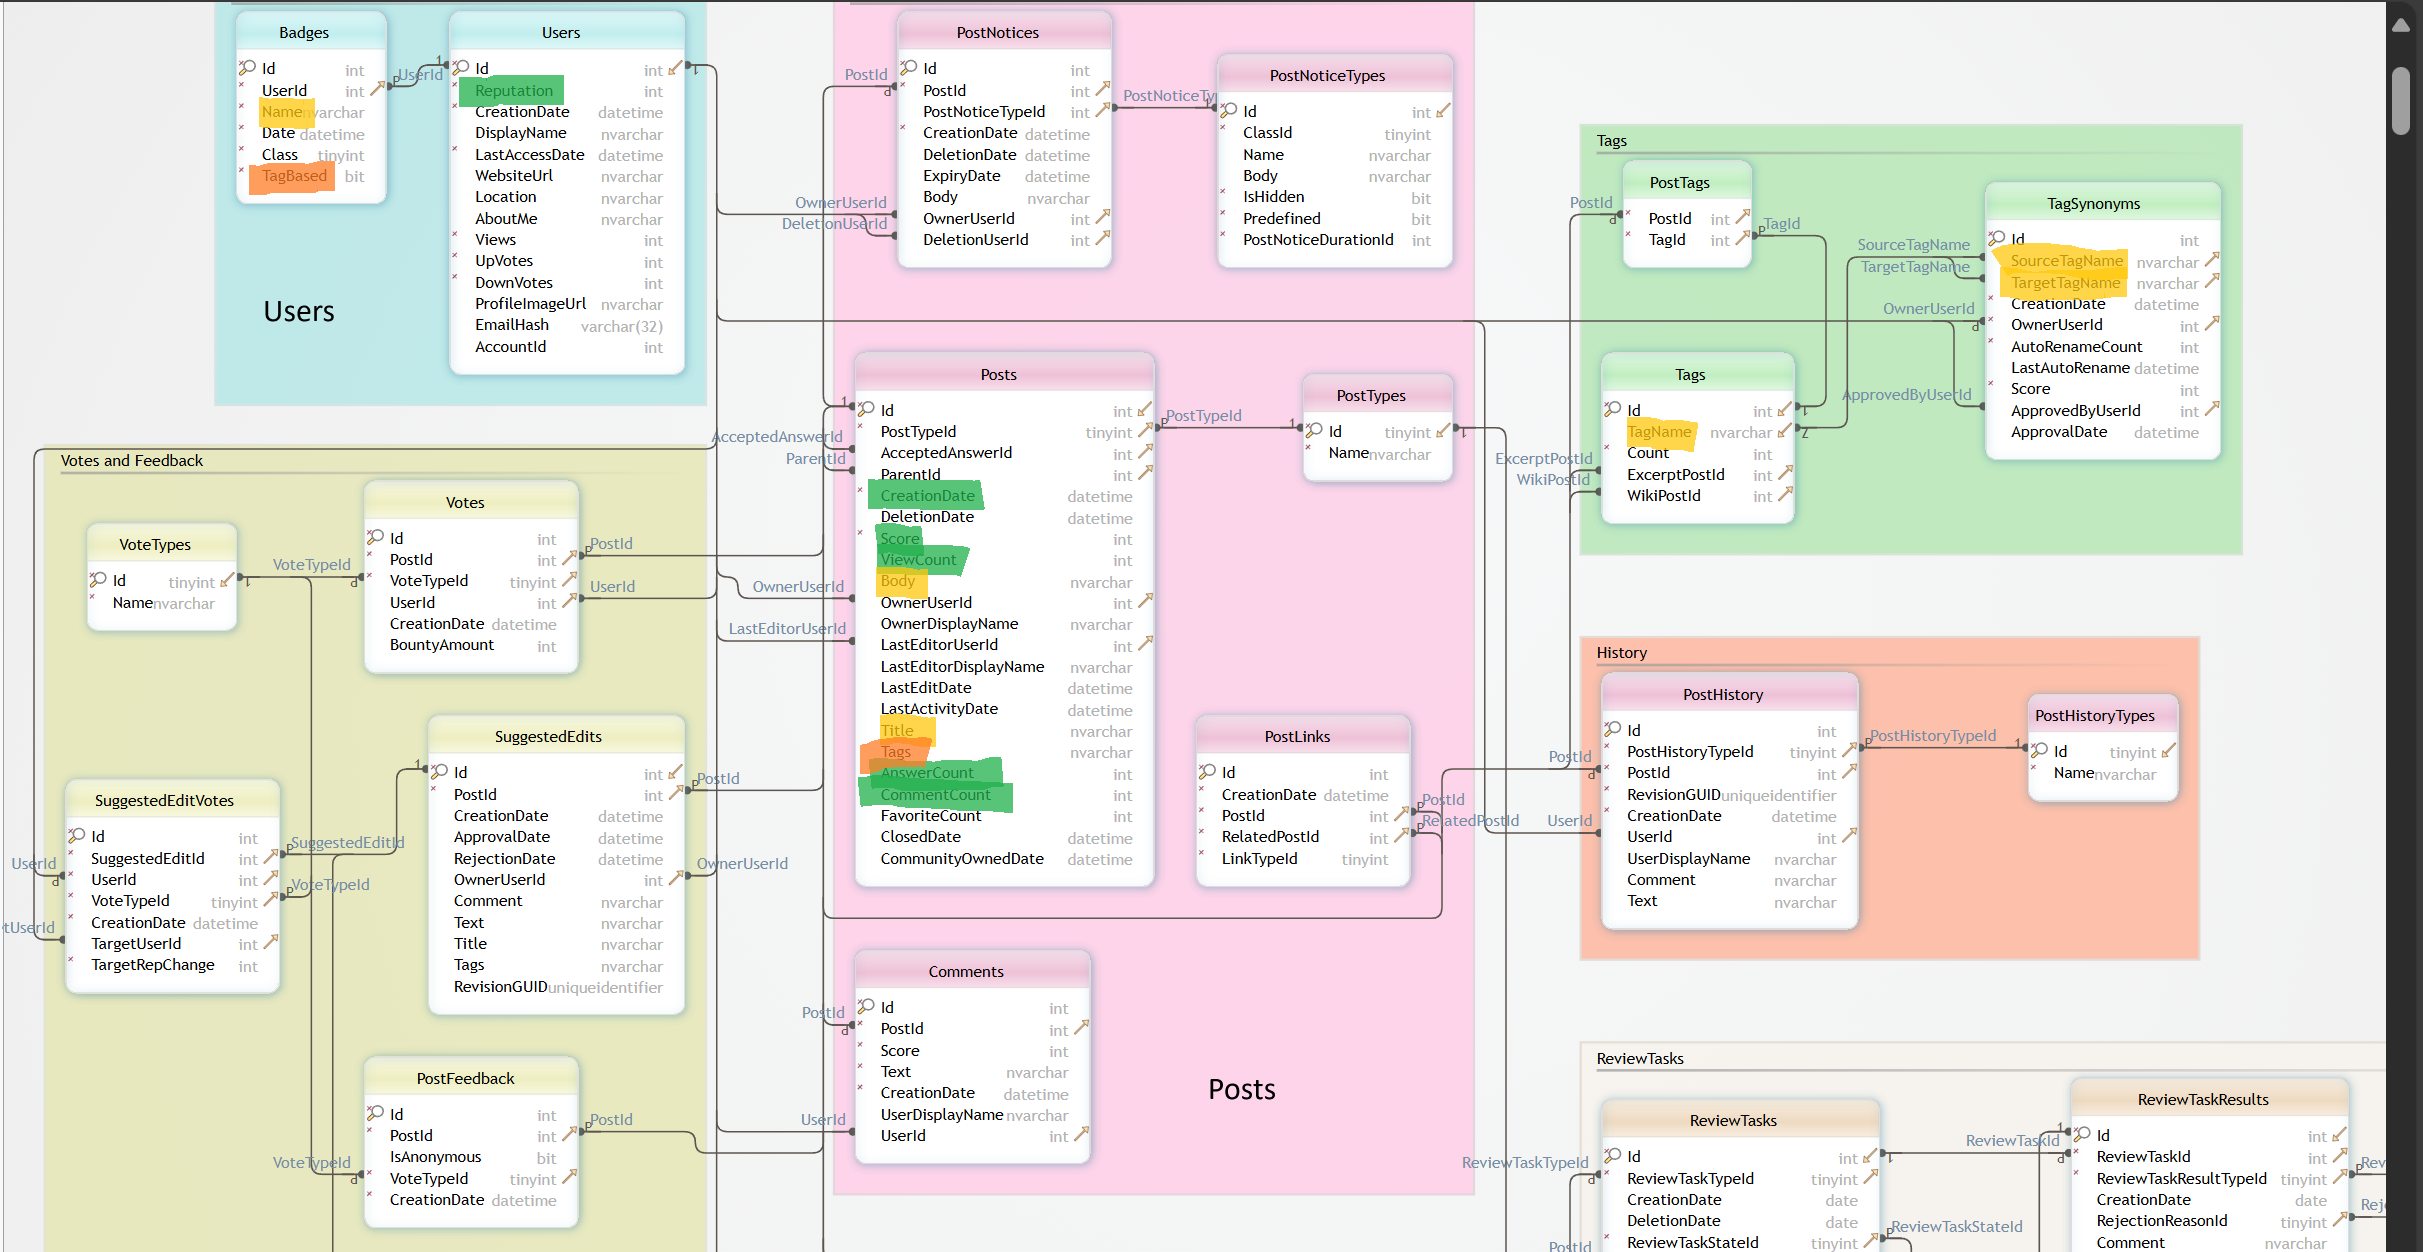 Badges
Id int
UserId int
Name nvarchar
Date datetime
Class tinyint
TagBased bit
UserId
1
Users
Id int
Reputation int
CreationDate datetime
DisplayName nvarchar
LastAccessDate datetime
WebsiteUrl nvarchar
Location nvarchar
AboutMe nvarchar
Views int
UpVotes int
DownVotes int
ProfileImageUrl nvarchar
EmailHash varchar(32)
AccountId int
Users
PostNotices
Id int
PostId int
PostNoticeTypeId int
CreationDate datetime
DeletionDate datetime
ExpiryDate datetime
Body nvarchar
OwnerUserId int
DeletionUserId int
PostId
OwnerUserId
DeletionUserId
PostNoticeTy
PostNoticeTypes
Id int
ClassId tinyint
Name nvarchar
Body nvarchar
IsHidden bit
Predefined bit
PostNoticeDurationId int
Posts
Id int
PostTypeId tinyint
AcceptedAnswerId int
ParentId int
CreationDate datetime
DeletionDate datetime
Score int
ViewCount int
Body nvarchar
OwnerUserId int
OwnerDisplayName nvarchar
LastEditorUserId int
LastEditorDisplayName nvarchar
LastEditDate datetime
LastActivityDate datetime
Title nvarchar
Tags nvarchar
AnswerCount int
CommentCount int
FavoriteCount int
ClosedDate datetime
CommunityOwnedDate datetime
AcceptedAnswerId
ParentId
OwnerUserId
LastEditorUserId
PostTypeId
PostTypes
Id tinyint
Name nvarchar
PostLinks
Id int
CreationDate datetime
PostId int
RelatedPostId int
LinkTypeId tinyint
PostId
RelatedPostId
Comments
Id int
PostId int
Score int
Text nvarchar
CreationDate datetime
UserDisplayName nvarchar
UserId int
PostId
UserId
Posts
Votes and Feedback
VoteTypes
Id tinyint
Name nvarchar
VoteTypeId
Votes
Id int
PostId int
VoteTypeId tinyint
UserId int
CreationDate datetime
BountyAmount int
PostId
UserId
SuggestedEdits
Id int
PostId int
CreationDate datetime
ApprovalDate datetime
RejectionDate datetime
OwnerUserId int
Comment nvarchar
Text nvarchar
Title nvarchar
Tags nvarchar
RevisionGUID uniqueidentifier
PostId
OwnerUserId
SuggestedEditVotes
Id int
SuggestedEditId int
UserId int
VoteTypeId tinyint
CreationDate datetime
TargetUserId int
TargetRepChange int
UserId
tUserId
SuggestedEditId
VoteTypeId
PostFeedback
Id int
PostId int
IsAnonymous bit
VoteTypeId tinyint
CreationDate datetime
VoteTypeId
PostId
Tags
PostTags
PostId int
TagId int
PostId
TagId
TagSynonyms
Id int
SourceTagName nvarchar
TargetTagName nvarchar
CreationDate datetime
OwnerUserId int
AutoRenameCount int
LastAutoRename datetime
Score int
ApprovedByUserId int
ApprovalDate datetime
SourceTagName
TargetTagName
OwnerUserId
ApprovedByUserId
Tags
Id int
TagName nvarchar
Count int
ExcerptPostId int
WikiPostId int
ExcerptPostId
WikiPostId
History
PostHistory
Id int
PostHistoryTypeId tinyint
PostId int
RevisionGUID uniqueidentifier
CreationDate datetime
UserId int
UserDisplayName nvarchar
Comment nvarchar
Text nvarchar
PostId
UserId
PostHistoryTypeId
PostHistoryTypes
Id tinyint
Name nvarchar
ReviewTasks
ReviewTasks
Id int
ReviewTaskTypeId tinyint
CreationDate date
DeletionDate date
ReviewTaskStateId tinyint
ReviewTaskTypeId
PostId
ReviewTaskId
ReviewTaskStateId
ReviewTaskResults
Id int
ReviewTaskId int
ReviewTaskResultTypeId tinyint
CreationDate date
RejectionReasonId tinyint
Comment nvarchar
Rev
Rej